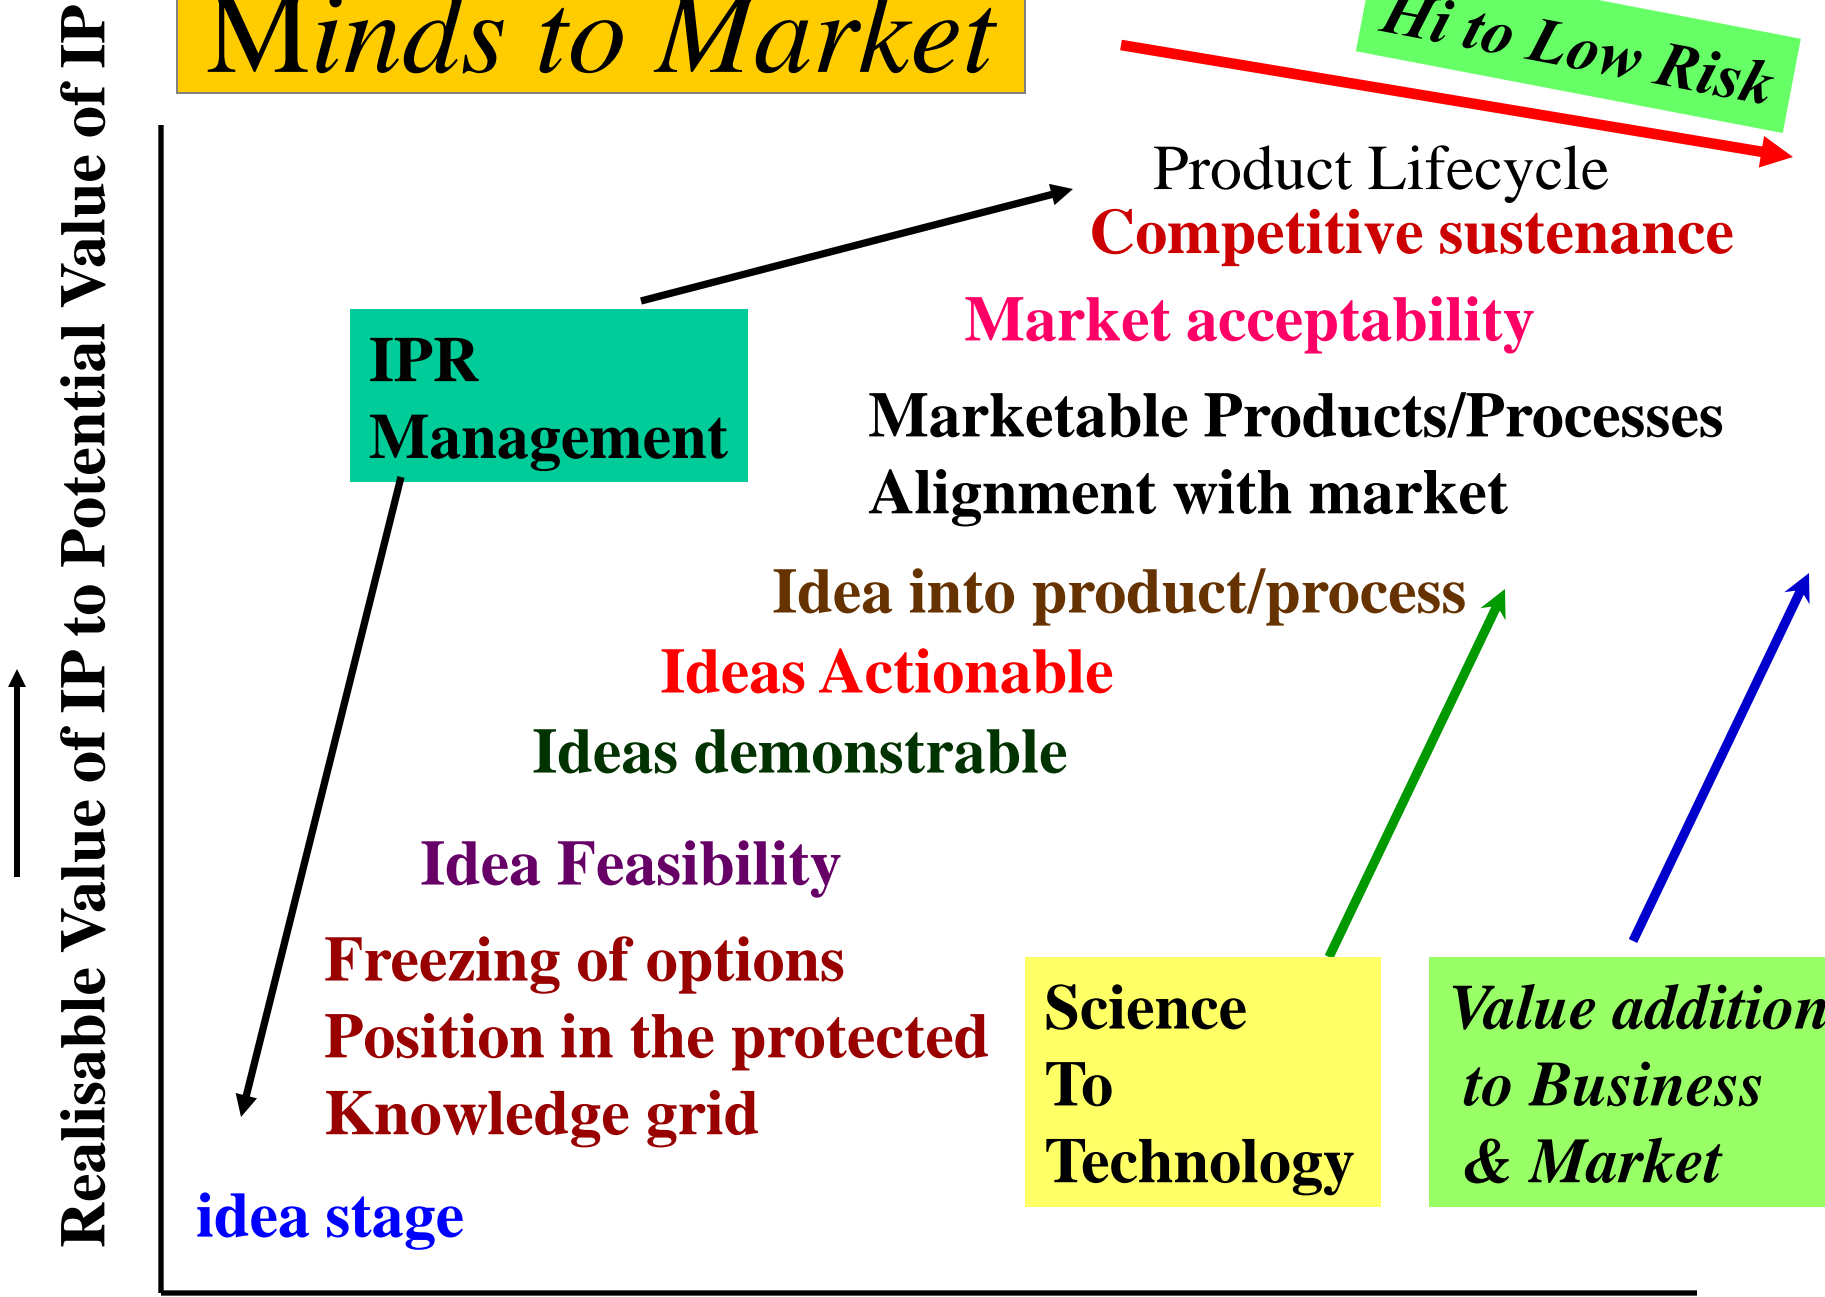 Minds to Market
Hi to Low Risk
Realisable Value of IP to Potential Value of IP
Product Lifecycle
Competitive sustenance
Market acceptability
IPR
Management
Marketable Products/Processes
Alignment with market
Idea into product/process
Ideas Actionable
Ideas demonstrable
Idea Feasibility
Freezing of options
Position in the protected
Knowledge grid
idea stage
Science
To
Technology
Value addition
to Business
& Market